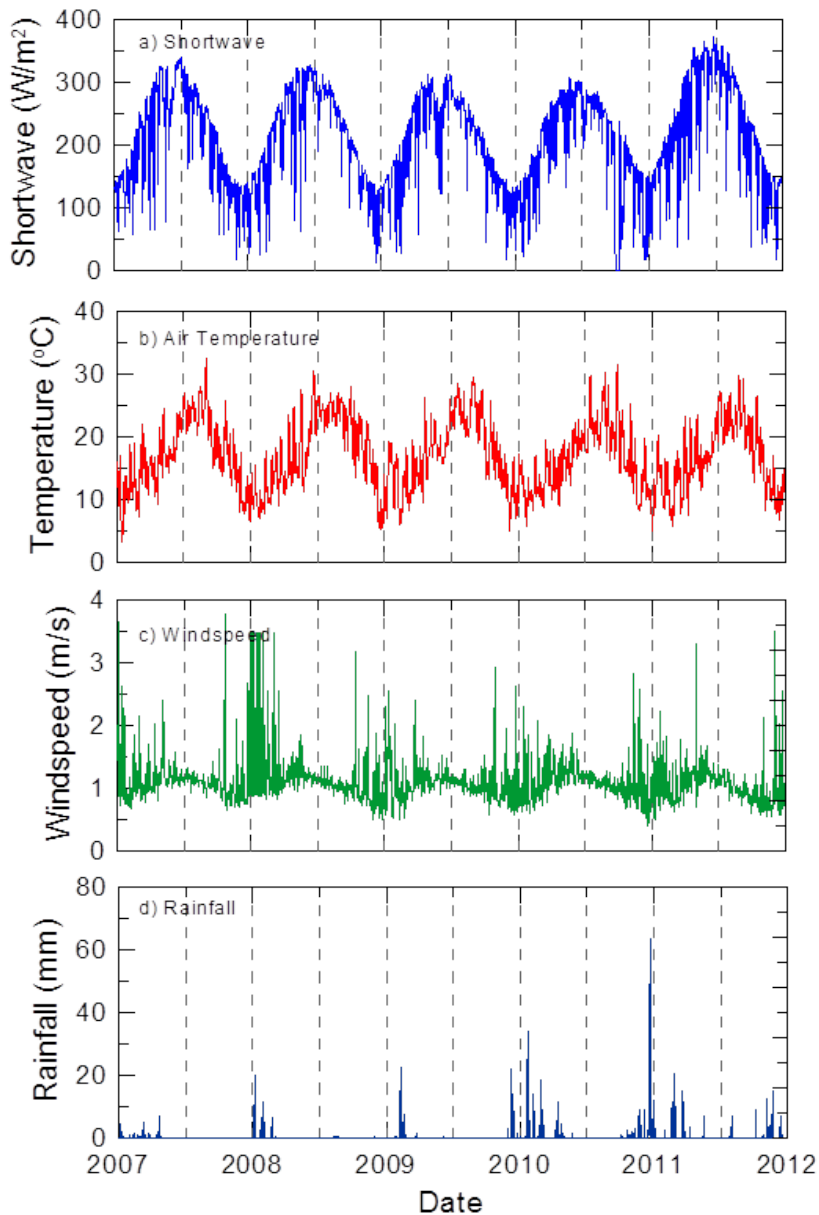 a) Shortwave
Shortwave (W/m²)
400
300
200
100
0
b) Air Temperature
Temperature (°C)
40
30
20
10
0
c) Windspeed
Windspeed (m/s)
4
3
2
1
0
d) Rainfall
Rainfall (mm)
80
60
40
20
0
2007 2008 2009 2010 2011 2012
Date